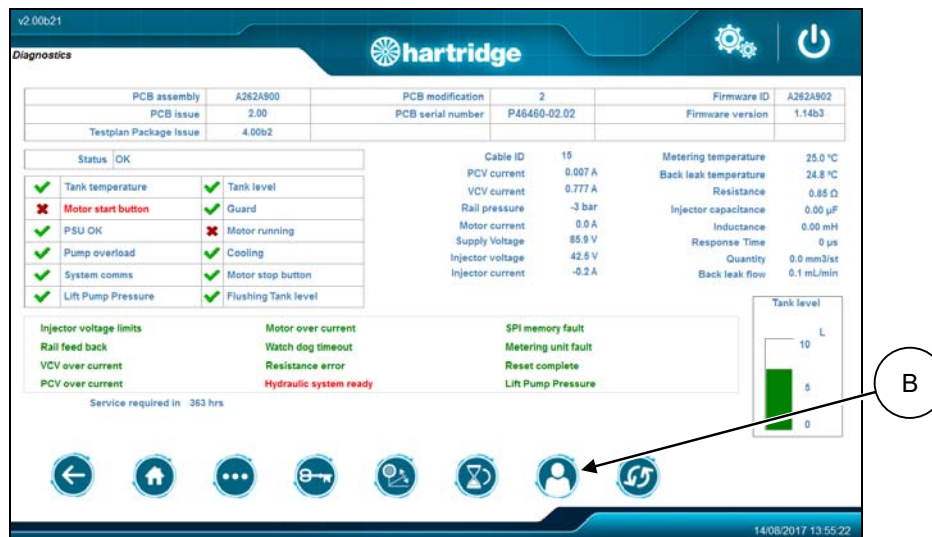 v2.00b21
Diagnostics
hartridge
PCB assembly A262A900 PCB modification 2 Firmware ID A262A902
PCB issue 2.00 PCB serial number P46460-02.02 Firmware version 1.14b3
Testplan Package Issue 4.00b2
Status OK
Tank temperature Tank level
Motor start button Guard
PSU OK Motor running
Pump overload Cooling
System comms Motor stop button
Lift Pump Pressure Flushing Tank level
Cable ID 15
PCV current 0.007 A
VCV current 0.777 A
Rail pressure -3 bar
Motor current 0.0 A
Supply Voltage 85.9 V
Injector voltage 42.5 V
Injector current -0.2 A
Metering temperature 25.0 ºC
Back leak temperature 24.8 ºC
Resistance 0.85 Ω
Injector capacitance 0.00 µF
Inductance 0.00 mH
Response Time 0 µs
Quantity 0.0 mm3/st
Back leak flow 0.1 mL/min
Injector voltage limits Motor over current SPI memory fault
Rail feed back Watch dog timeout Metering unit fault
VCV over current Resistance error Reset complete
PCV over current Hydraulic system ready Lift Pump Pressure
Service required in 363 hrs
Tank level
L
10
5
0
B
14/08/2017 13:55:22